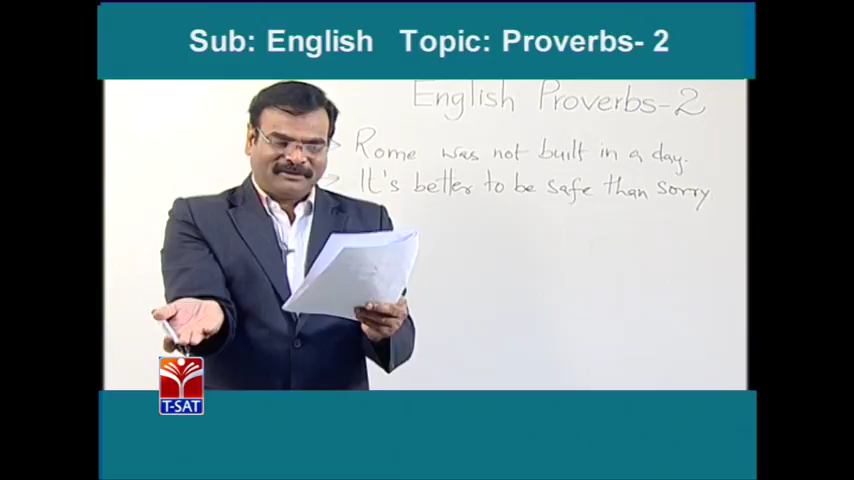 Sub: English Topic: Proverbs- 2
English Proverbs-2
Rome was not built in a day.
It's better to be safe than sorry
T-SAT